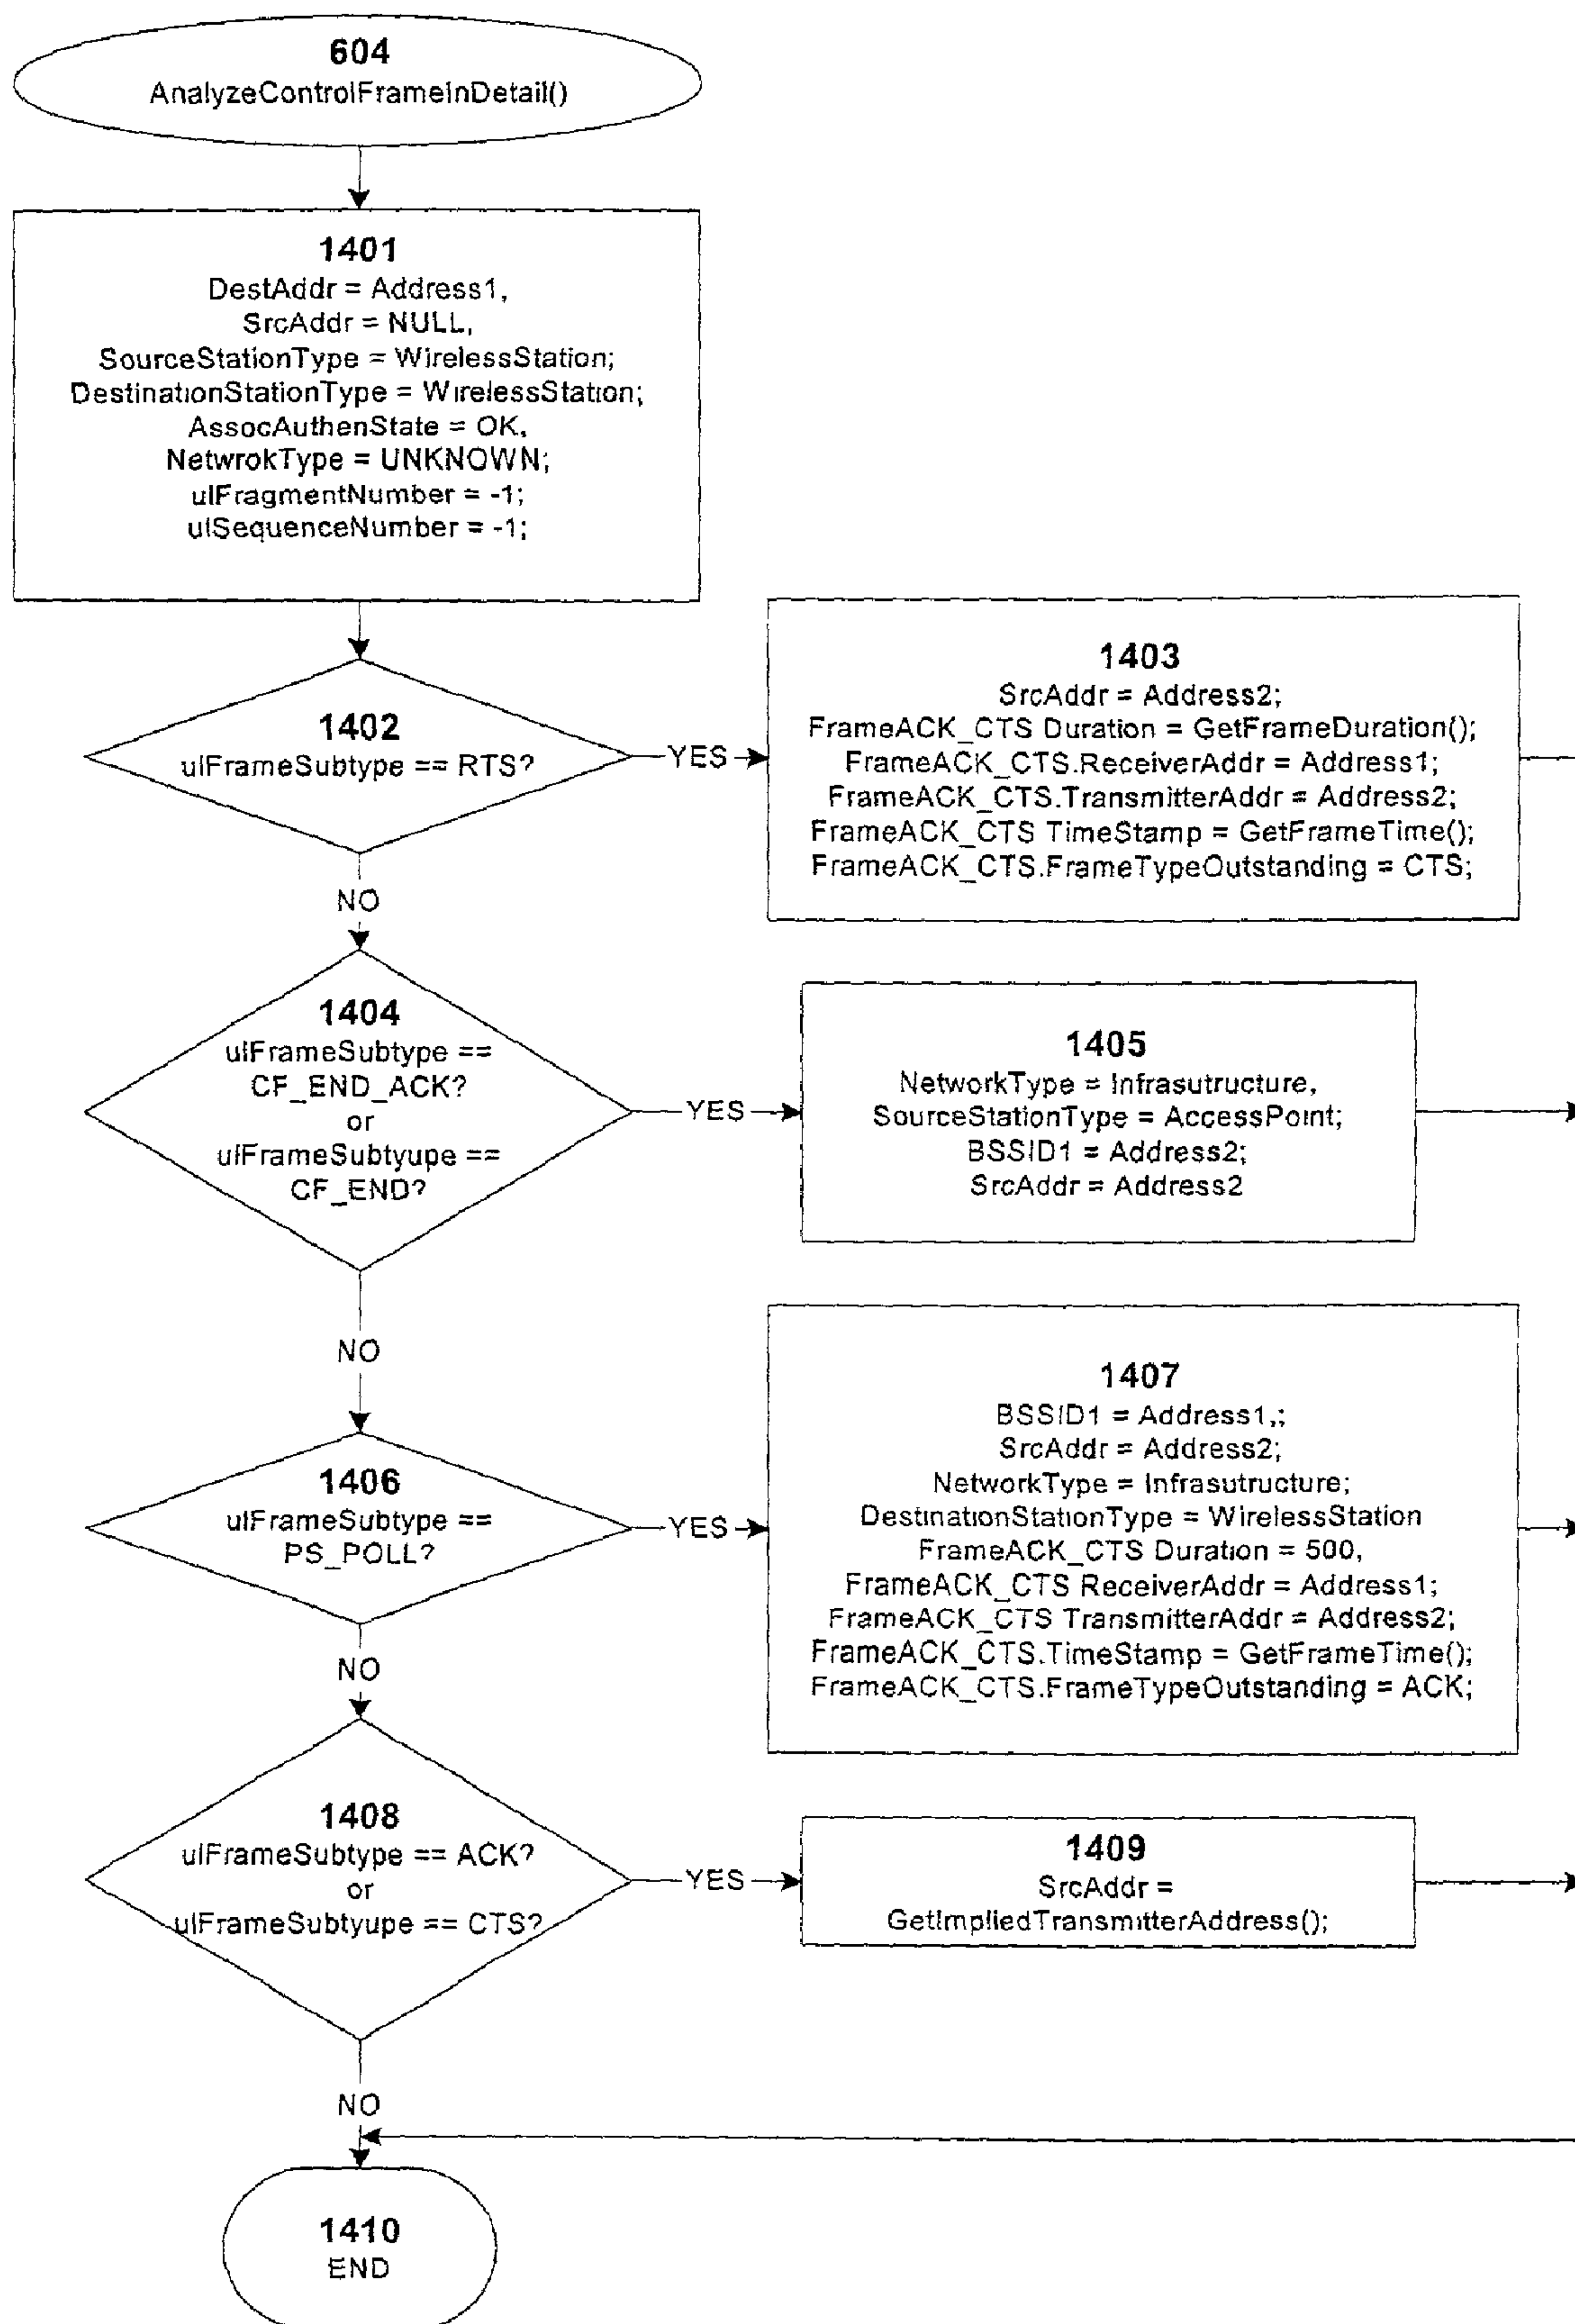 604
AnalyzeControlFrameInDetail()
1401
DestAddr = Address1,
SrcAddr = NULL,
SourceStationType = WirelessStation;
DestinationStationType = WirelessStation;
AssocAuthenState = OK,
NetwrokType = UNKNOWN;
ulFragmentNumber = -1;
ulSequenceNumber = -1;
1402
ulFrameSubtype == RTS?
YES
1403
SrcAddr = Address2;
FrameACK_CTS Duration = GetFrameDuration();
FrameACK_CTS.ReceiverAddr = Address1;
FrameACK_CTS.TransmitterAddr = Address2;
FrameACK_CTS TimeStamp = GetFrameTime();
FrameACK_CTS.FrameTypeOutstanding = CTS;
NO
1404
ulFrameSubtype ==
CF_END_ACK?
or
ulFrameSubtyupe ==
CF_END?
YES
1405
NetworkType = Infrasutructure,
SourceStationType = AccessPoint;
BSSID1 = Address2;
SrcAddr = Address2
NO
1406
ulFrameSubtype ==
PS_POLL?
YES
1407
BSSID1 = Address1,;
SrcAddr = Address2;
NetworkType = Infrasutructure;
DestinationStationType = WirelessStation
FrameACK_CTS Duration = 500,
FrameACK_CTS ReceiverAddr = Address1;
FrameACK_CTS TransmitterAddr = Address2;
FrameACK_CTS.TimeStamp = GetFrameTime();
FrameACK_CTS.FrameTypeOutstanding = ACK;
NO
1408
ulFrameSubtype == ACK?
or
ulFrameSubtyupe == CTS?
YES
1409
SrcAddr =
GetImpliedTransmitterAddress();
NO
1410
END